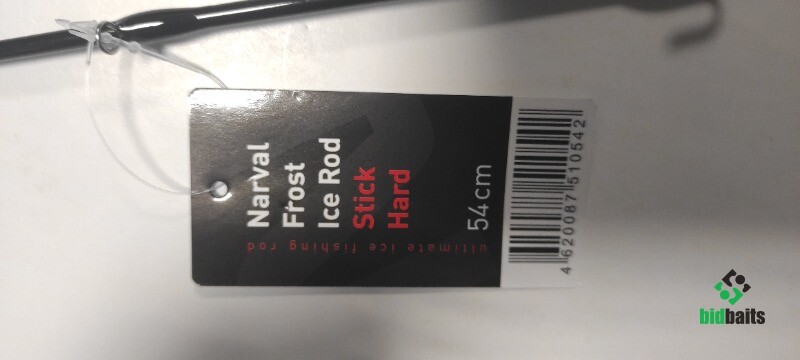 Narval
Frost
Ice Rod
Stick
Hard
54cm
ultimate ice fishing rod
4 620087 510542
bidbaits